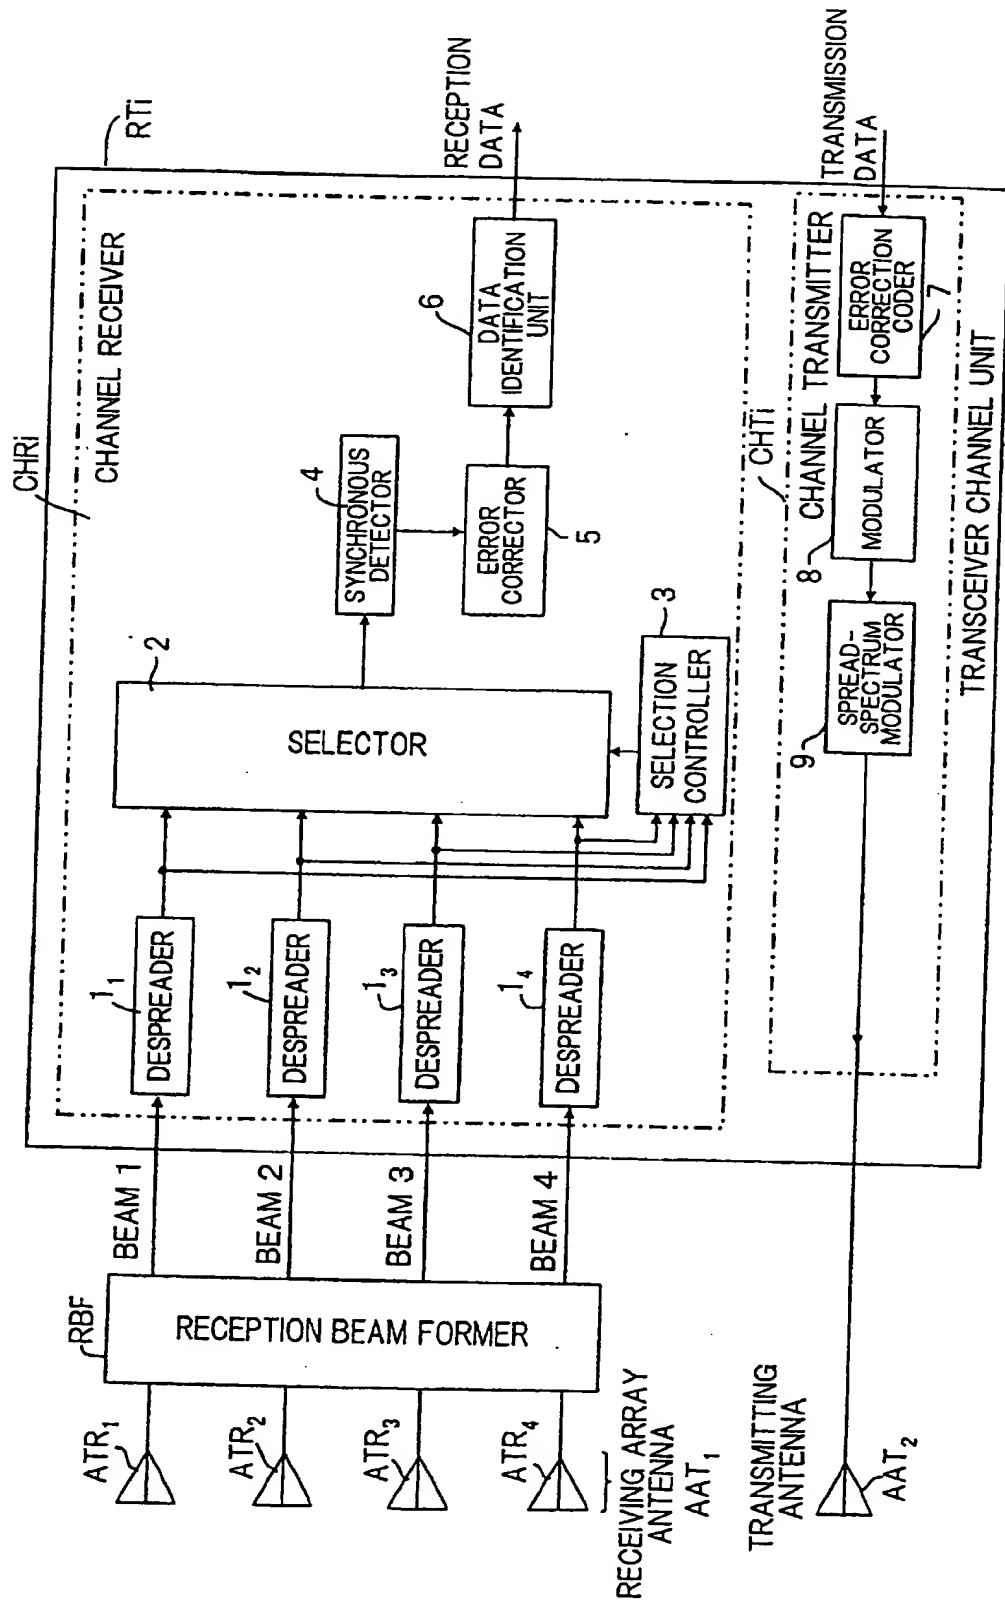 CHRi
RTi
CHANNEL RECEIVER
RBF
RECEPTION BEAM FORMER
ATR1
ATR2
ATR3
ATR4
RECEIVING ARRAY
ANTENNA
AAT1
BEAM 1
BEAM 2
BEAM 3
BEAM 4
11
DESPREADER
12
DESPREADER
13
DESPREADER
14
DESPREADER
2
SELECTOR
3
SELECTION
CONTROLLER
4
SYNCHRONOUS
DETECTOR
ERROR
CORRECTOR
5
6
DATA
IDENTIFICATION
UNIT
RECEPTION
DATA
TRANSMITTING
ANTENNA
AAT2
CHTi
CHANNEL TRANSMITTER
9
SPREAD-
SPECTRUM
MODULATOR
8
MODULATOR
ERROR
CORRECTION
CODER
7
TRANSMISSION
DATA
TRANSCEIVER CHANNEL UNIT